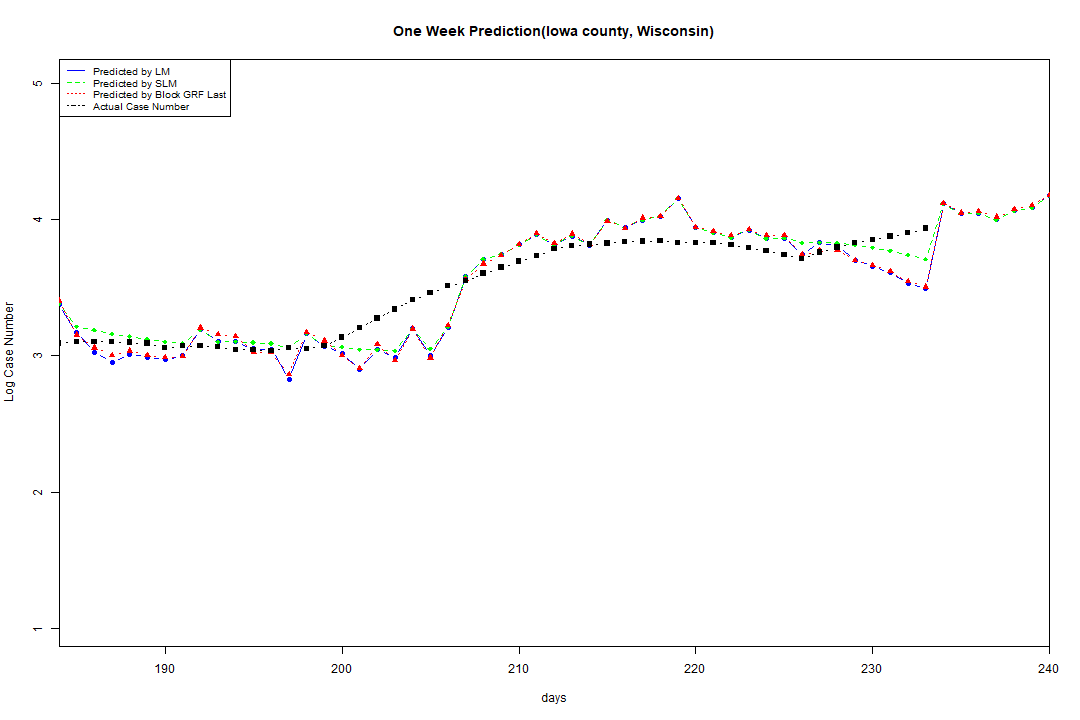 One Week Prediction(Iowa county, Wisconsin)
Predicted by LM
Predicted by SLM
Predicted by Block GRF Last
Actual Case Number
5
4
3
2
1
Log Case Number
190
200
210
220
230
240
days